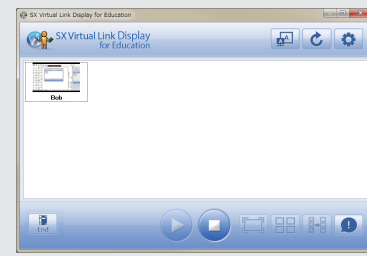 SX Virtual Link Display for Education
SX Virtual Link Display
for Education
A
Bob
End